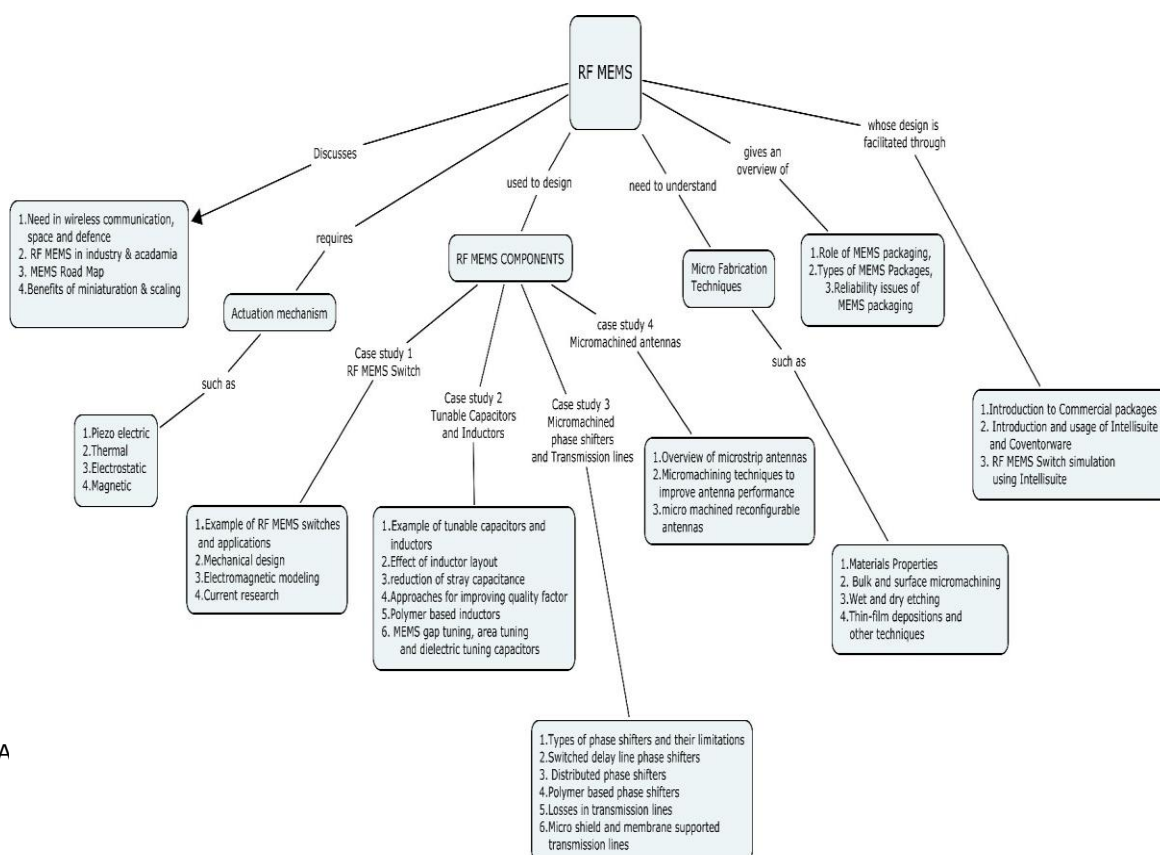 RF MEMS
Discusses
1.Need in wireless communication,
space and defence
2. RF MEMS in industry & acadamia
3. MEMS Road Map
4.Benefits of miniaturation & scaling
requires
Actuation mechanism
such as
1.Piezo electric
2.Thermal
3.Electrostatic
4.Magnetic
used to design
RF MEMS COMPONENTS
Case study 1
RF MEMS Switch
1.Example of RF MEMS switches
and applications
2.Mechanical design
3.Electromagnetic modeling
4.Current research
Case study 2
Tunable Capacitors
and Inductors
1.Example of tunable capacitors and
inductors
2.Effect of inductor layout
3.reduction of stray capacitance
4.Approaches for improving quality factor
5.Polymer based inductors
6. MEMS gap tuning, area tuning
and dielectric tuning capacitors
Case study 3
Micromachined
phase shifters
and Transmission lines
1.Types of phase shifters and their limitations
2.Switched delay line phase shifters
3. Distributed phase shifters
4.Polymer based phase shifters
5.Losses in transmission lines
6.Micro shield and membrane supported
transmission lines
case study 4
Micromachined antennas
1.Overview of microstrip antennas
2.Micromachining techniques to
improve antenna performance
3.micro machined reconfigurable
antennas
need to understand
Micro Fabrication
Techniques
such as
1.Materials Properties
2. Bulk and surface micromachining
3.Wet and dry etching
4.Thin-film depositions and
other techniques
gives an
overview of
1.Role of MEMS packaging,
2.Types of MEMS Packages,
3.Reliability issues of
MEMS packaging
whose design is
facilitated through
1.Introduction to Commercial packages
2. Introduction and usage of Intellisuite
and Coventorware
3. RF MEMS Switch simulation
using Intellisuite
A